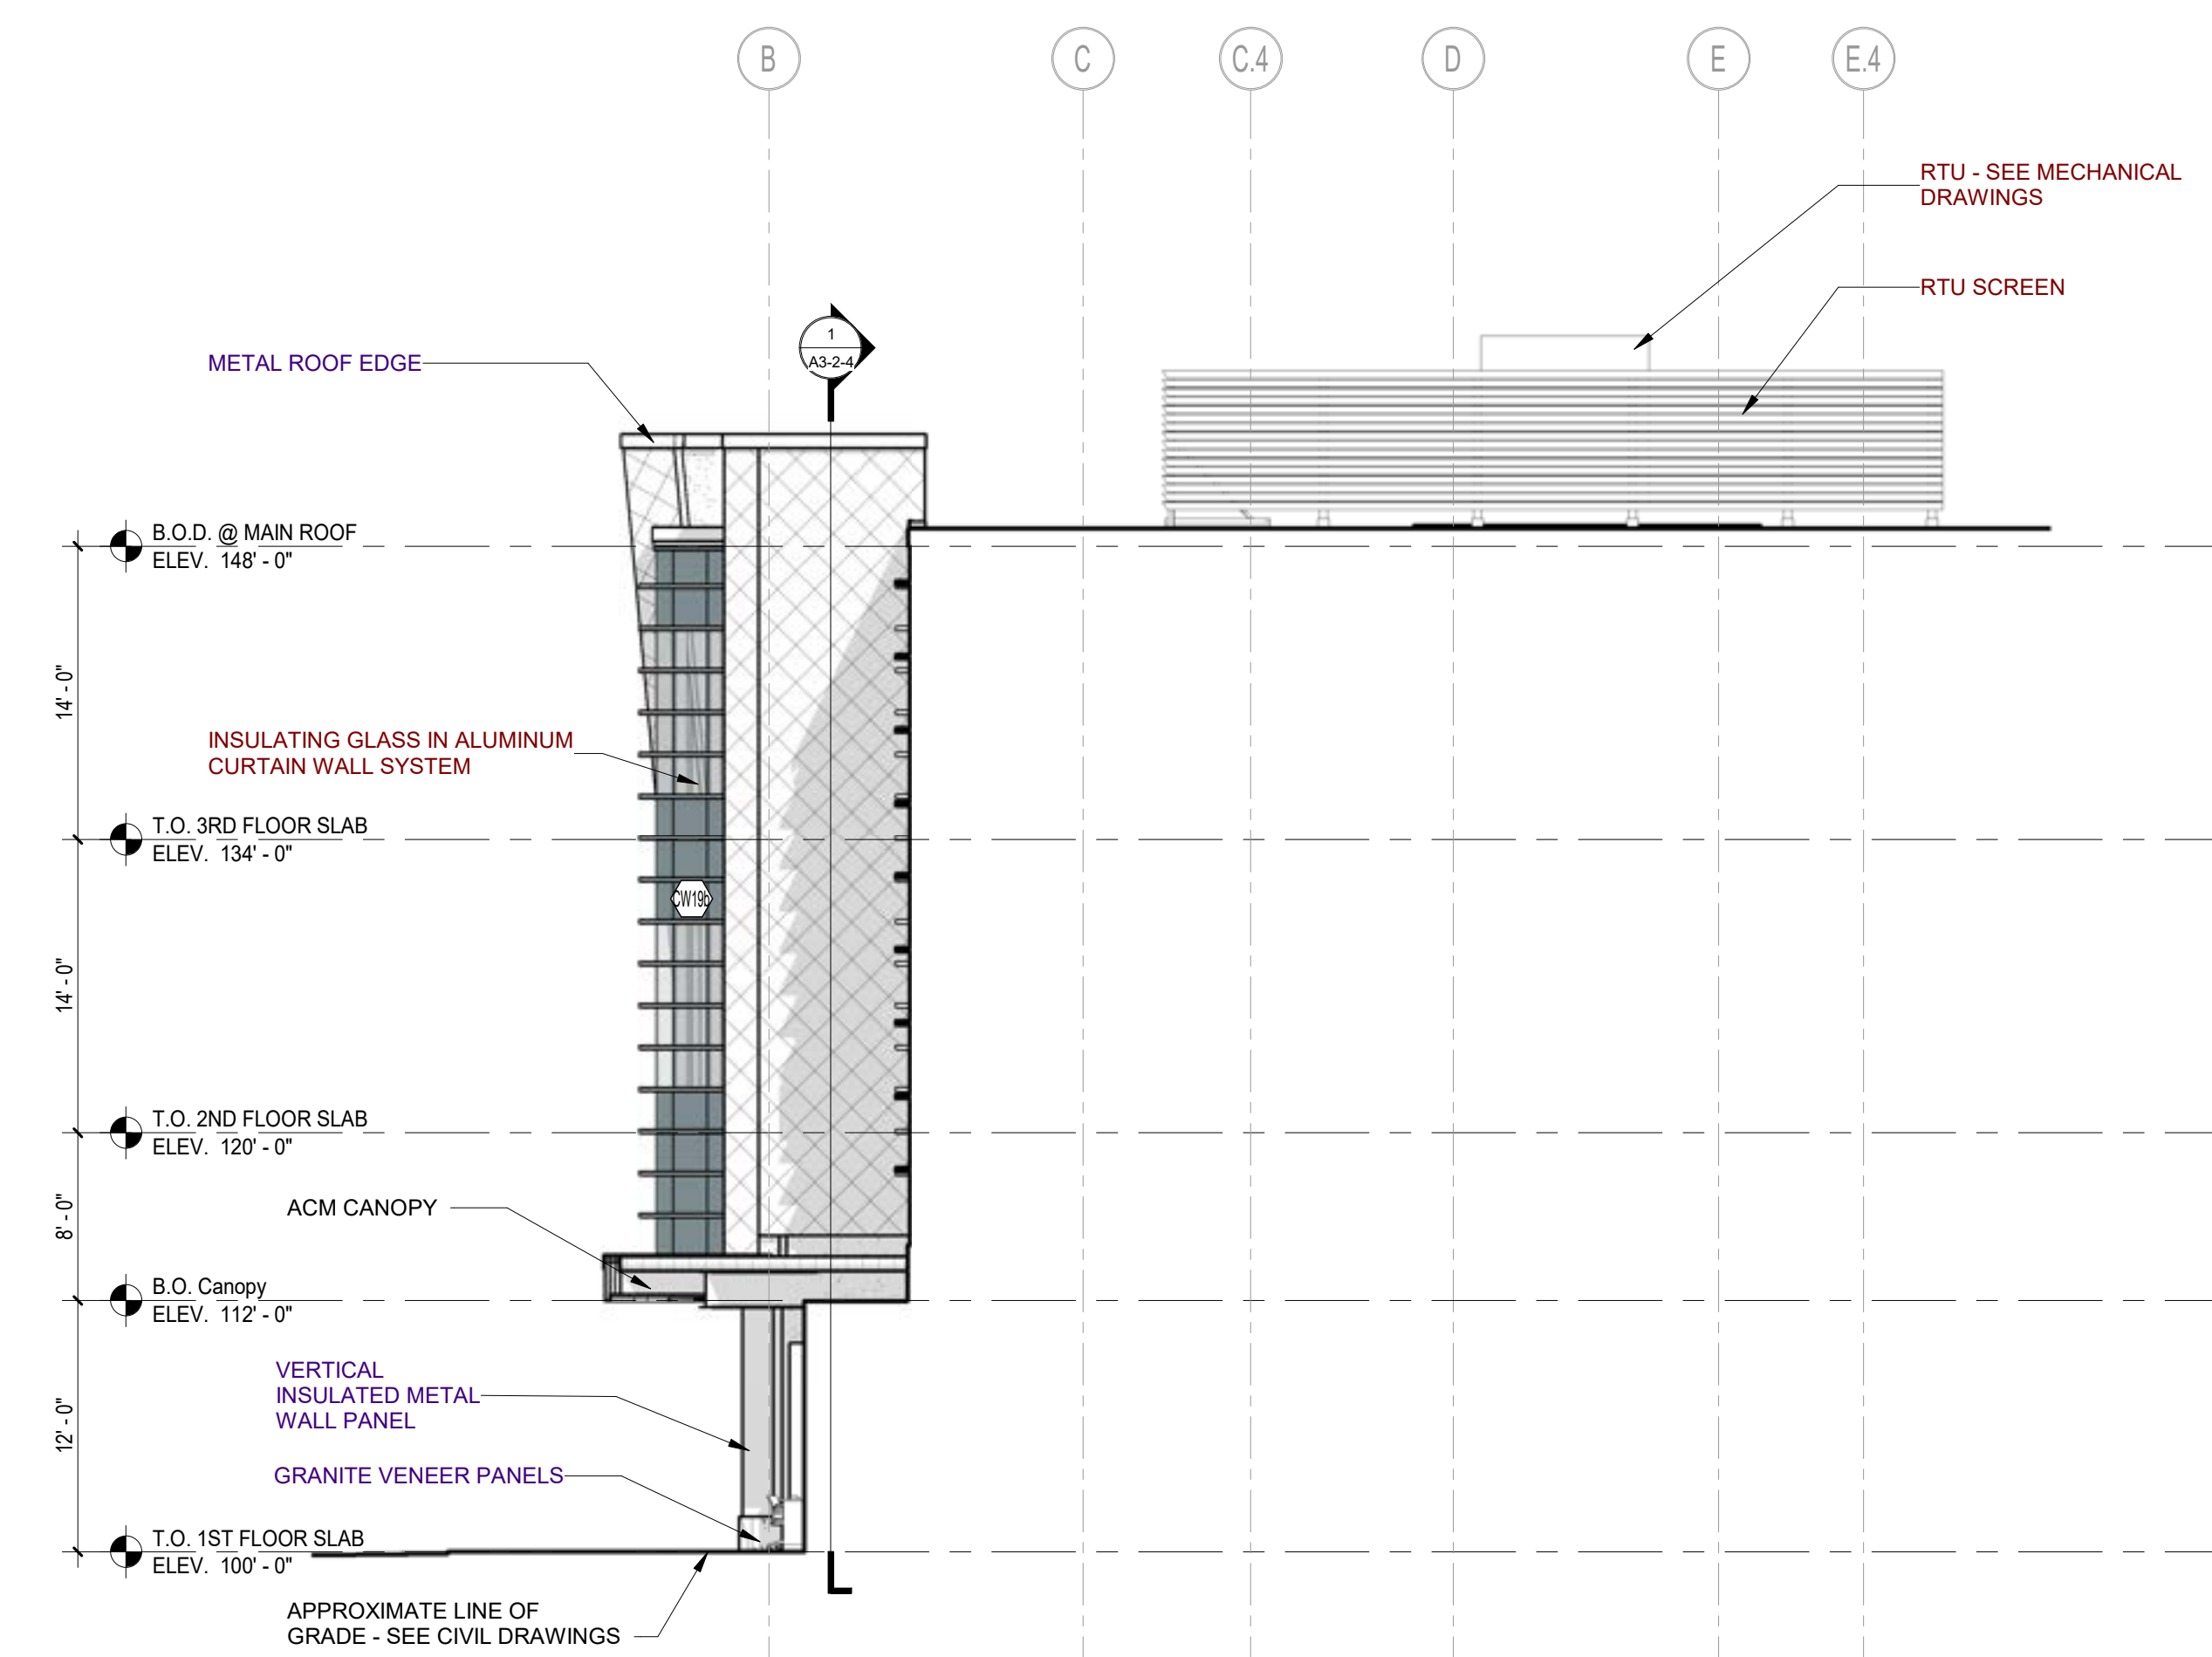 B
C
C.4
D
E
E.4
RTU - SEE MECHANICAL
DRAWINGS
RTU SCREEN
1
A3-2-4
METAL ROOF EDGE
B.O.D. @ MAIN ROOF
ELEV. 148' - 0"
14' - 0"
INSULATING GLASS IN ALUMINUM
CURTAIN WALL SYSTEM
T.O. 3RD FLOOR SLAB
ELEV. 134' - 0"
CW19b
14' - 0"
T.O. 2ND FLOOR SLAB
ELEV. 120' - 0"
8' - 0"
ACM CANOPY
B.O. Canopy
ELEV. 112' - 0"
VERTICAL
INSULATED METAL
WALL PANEL
12' - 0"
GRANITE VENEER PANELS
T.O. 1ST FLOOR SLAB
ELEV. 100' - 0"
APPROXIMATE LINE OF
GRADE - SEE CIVIL DRAWINGS